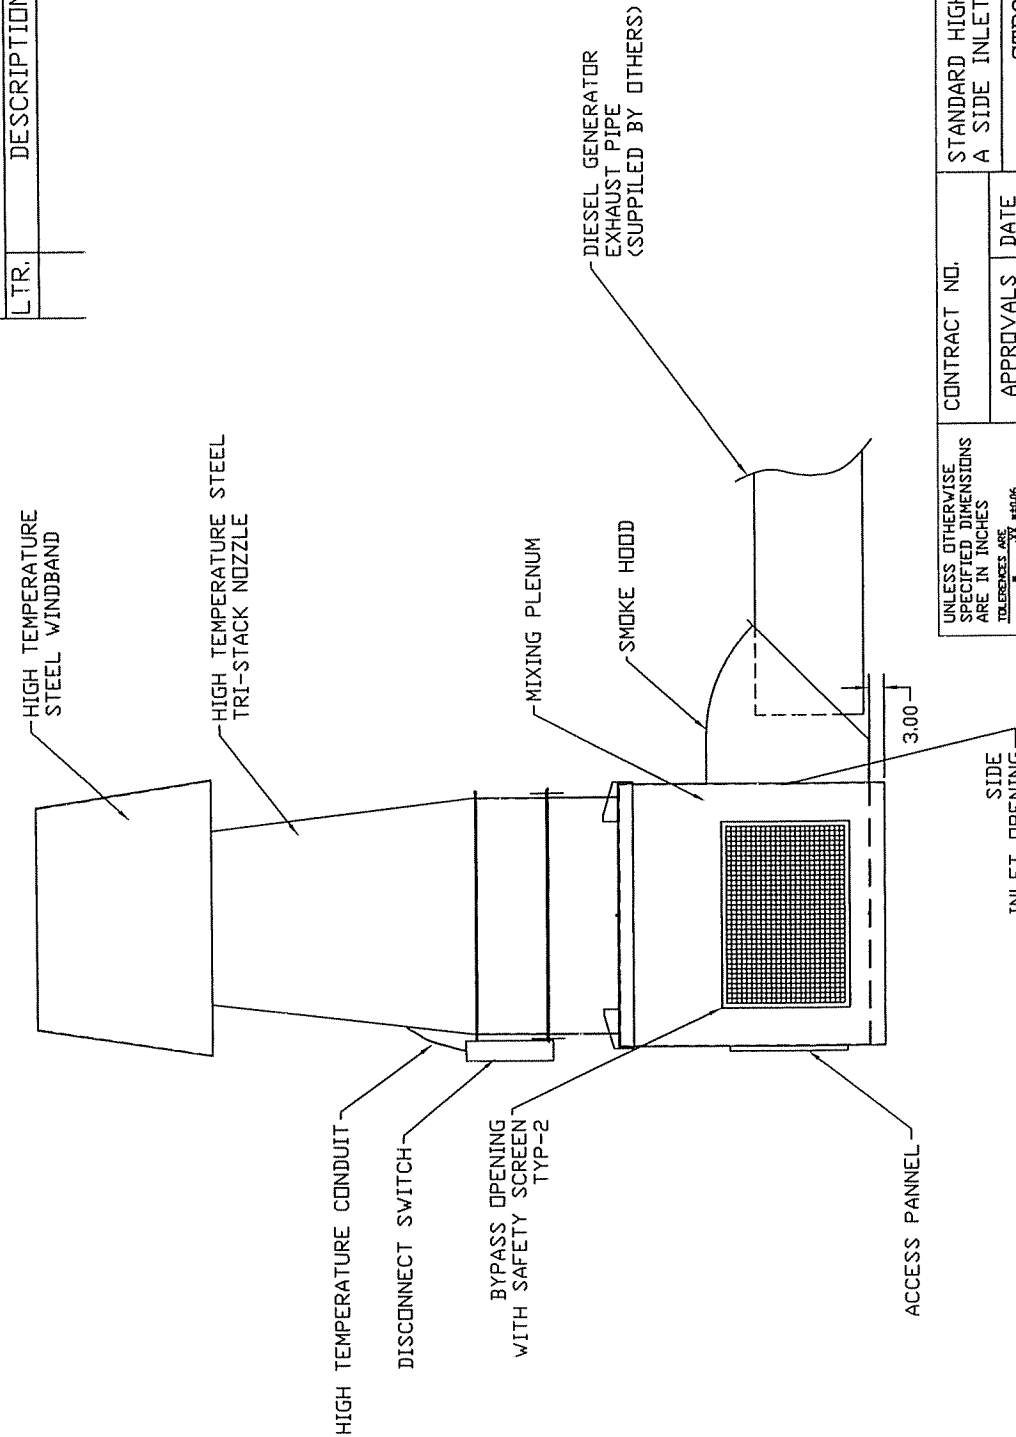 LTR.
DESCRIPTION
HIGH TEMPERATURE
STEEL WINDBAND
HIGH TEMPERATURE STEEL
TRI-STACK NOZZLE
MIXING PLENUM
SMOKE HOOD
DIESEL GENERATOR
EXHAUST PIPE
(SUPPILED BY OTHERS)
HIGH TEMPERATURE CONDUIT
DISCONNECT SWITCH
BYPASS OPENING
WITH SAFETY SCREEN
TYP-2
ACCESS PANNEL
3.00
SIDE
INLET OPENING
UNLESS OTHERWISE
SPECIFIED DIMENSIONS
ARE IN INCHES
TOLERENCES ARE
CONTRACT NO.
APPROVALS
DATE
STANDARD HIGH
A SIDE INLET